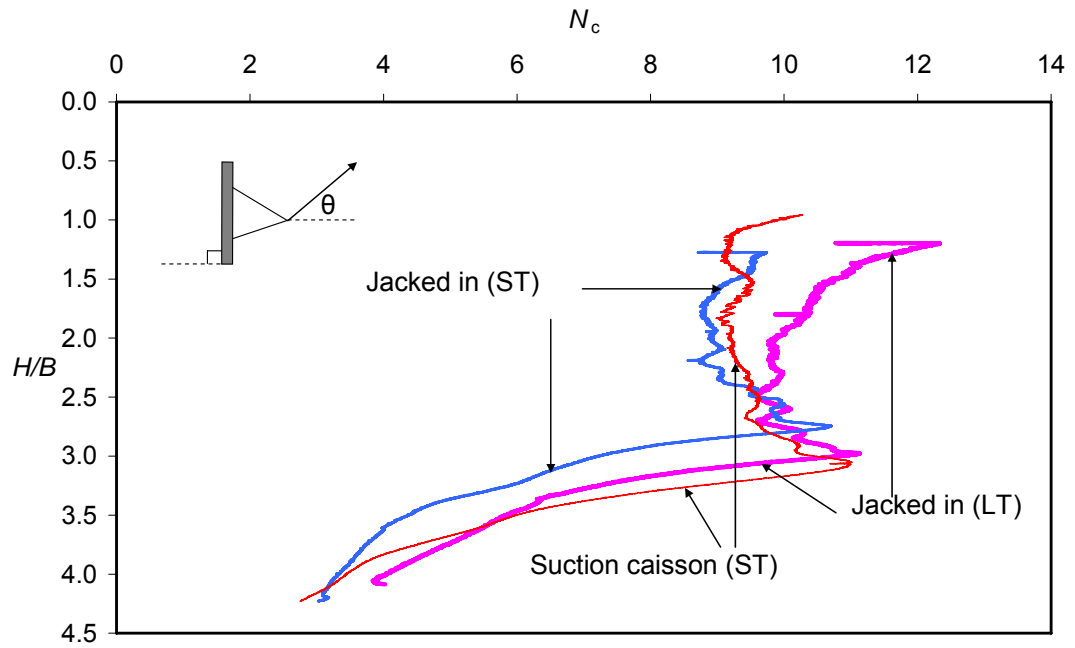 Nc
0 2 4 6 8 10 12 14
0.0
0.5
1.0
θ
1.5
Jacked in (ST)
2.0
H/B
2.5
3.0
3.5
Jacked in (LT)
Suction caisson (ST)
4.0
4.5